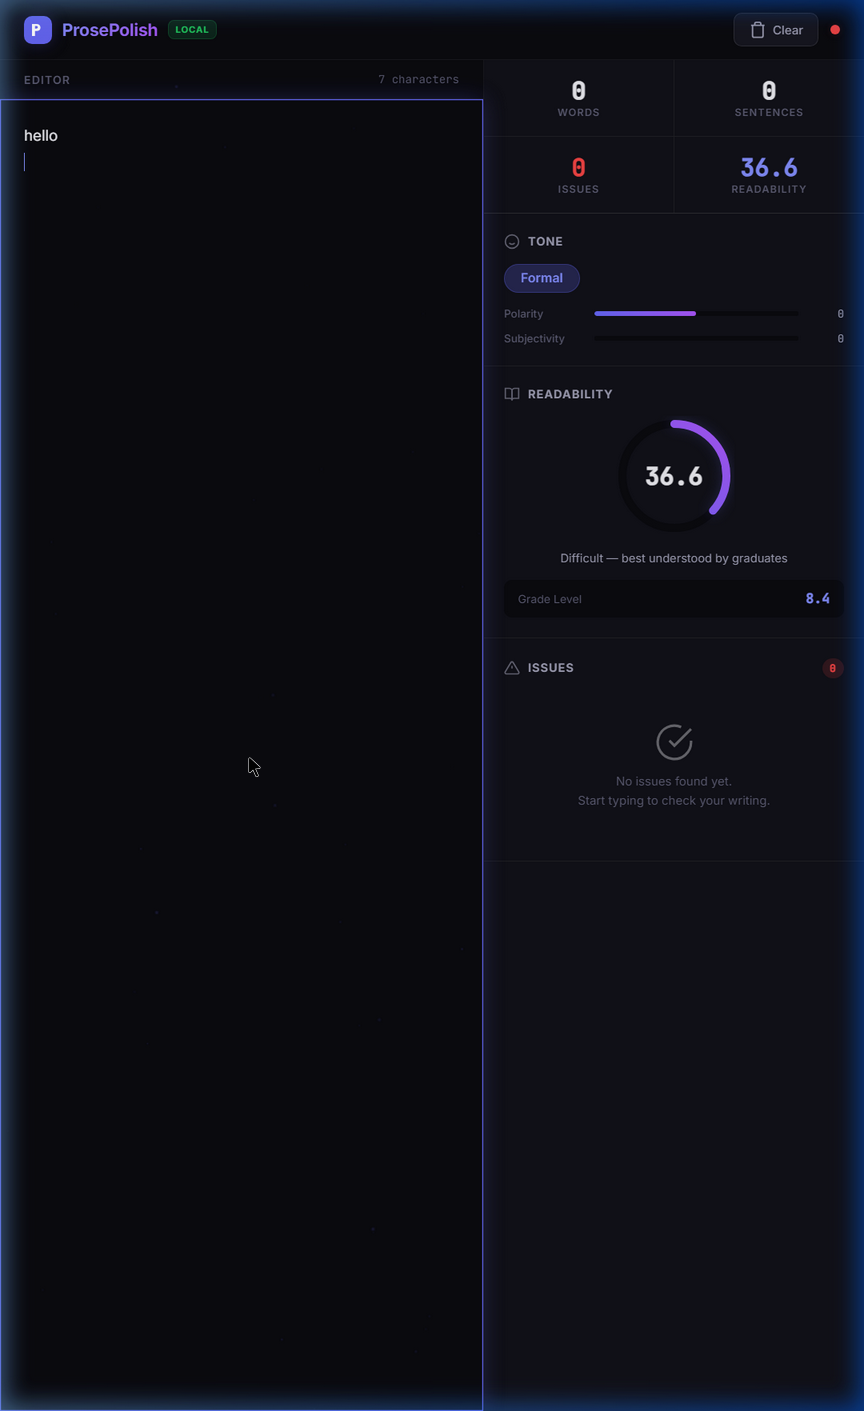 P ProsePolish LOCAL
Clear
EDITOR
7 characters
hello
0
WORDS
0
SENTENCES
0
ISSUES
36.6
READABILITY
TONE
Formal
Polarity 0
Subjectivity 0
READABILITY
36.6
Difficult — best understood by graduates
Grade Level 8.4
ISSUES 0
No issues found yet.
Start typing to check your writing.